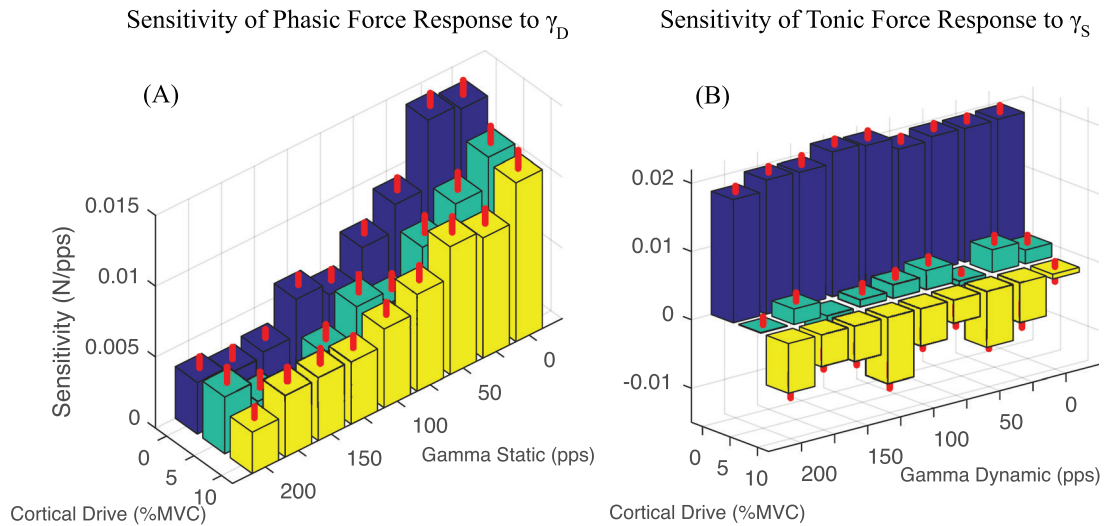 Sensitivity of Phasic Force Response to γD
Sensitivity of Tonic Force Response to γS
(A)
0.015
0.01
0.005
0
Sensitivity (N/pps)
0
5
10
Cortical Drive (%MVC)
200
150
100
50
0
Gamma Static (pps)
(B)
0.02
0.01
0
-0.01
0
5
10
Cortical Drive (%MVC)
200
150
100
50
0
Gamma Dynamic (pps)